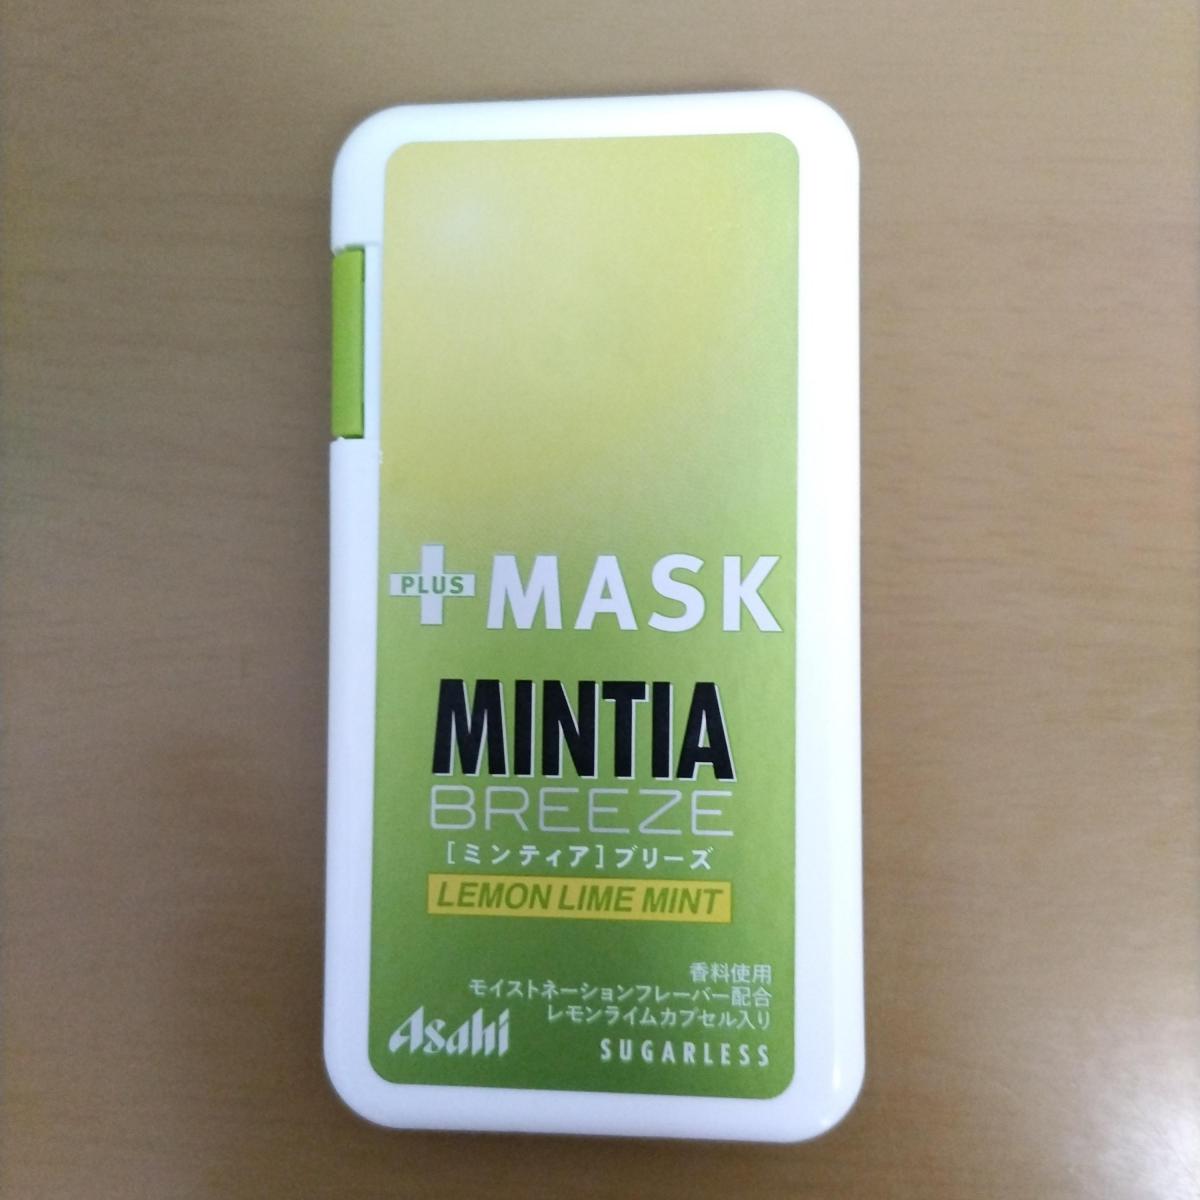 PLUS MASK
MINTIA
BREEZE
[ミンティア]ブリーズ
LEMON LIME MINT
香料使用
モイストネーションフレーバー配合
レモンライムカプセル入り
Asahi SUGARLESS